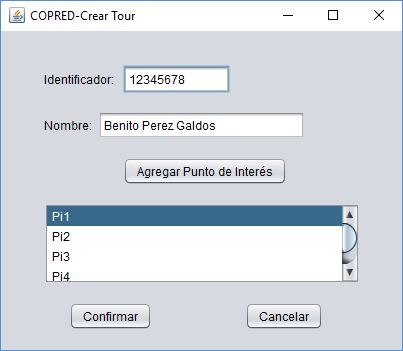 COPRED-Crear Tour
Identificador: 12345678
Nombre: Benito Perez Galdos
Agregar Punto de Interés
Pi1
Pi2
Pi3
Pi4
Confirmar Cancelar